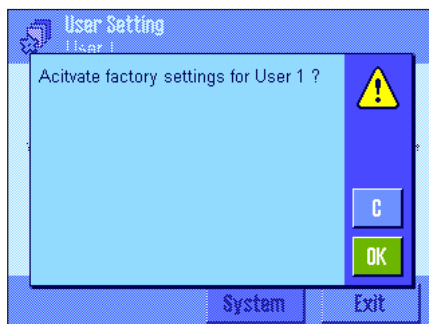 User Setting
User 1
Acitvate factory settings for User 1 ?
C
OK
System
Exit